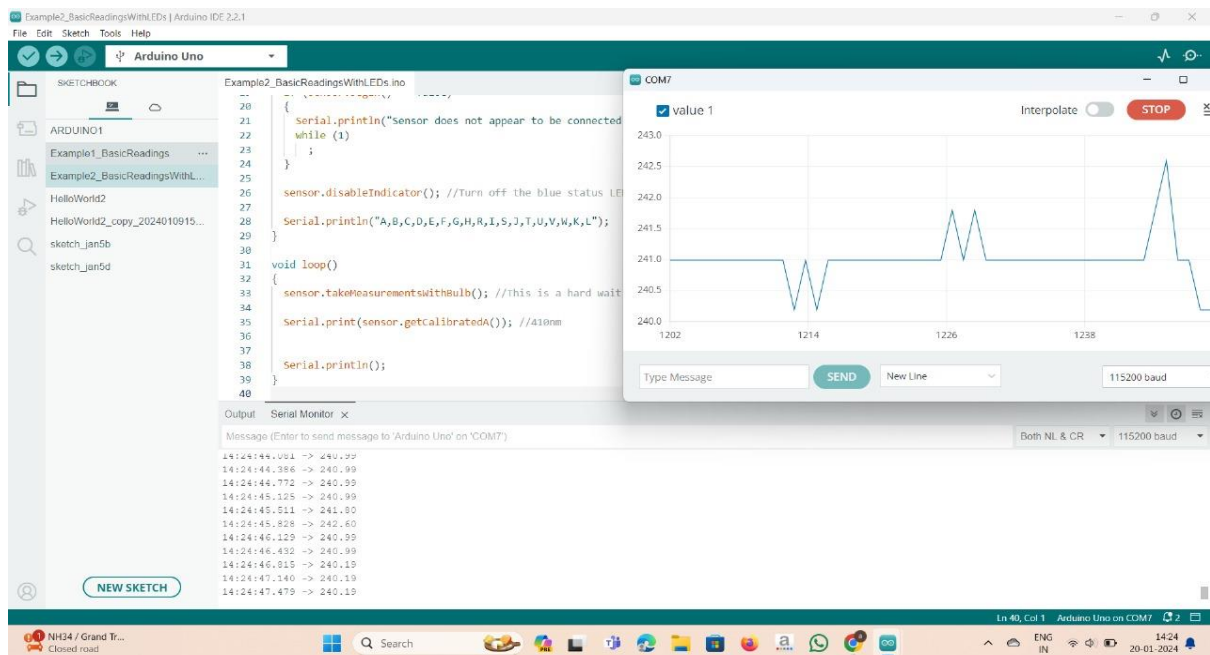 Example2_BasicReadingsWithLEDs | Arduino IDE 2.2.1
File Edit Sketch Tools Help
Arduino Uno
SKETCHBOOK
ARDUINO1
Example1_BasicReadings ...
Example2_BasicReadingsWithL...
HelloWorld2
HelloWorld2_copy_2024010915...
sketch_jan5b
sketch_jan5d
NEW SKETCH
Example2_BasicReadingsWithLEDs.ino
20 {
21 Serial.println("Sensor does not appear to be connected
22 while (1)
23 ;
24 }
25
26 sensor.disableIndicator(); //Turn off the blue status LE
27
28 Serial.println("A,B,C,D,E,F,G,H,R,I,S,J,T,U,V,W,K,L");
29 }
30
31 void loop()
32 {
33 sensor.takeMeasurementsWithBulb(); //This is a hard wait
34
35 Serial.print(sensor.getCalibratedA()); //410nm
36
37
38 Serial.println();
39 }
40
COM7
value 1
Interpolate
STOP
243.0
242.5
242.0
241.5
241.0
240.5
240.0
1202 1214 1226 1238
Type Message
SEND
New Line
115200 baud
Output Serial Monitor x
Message (Enter to send message to 'Arduino Uno' on 'COM7')
Both NL & CR
115200 baud
14:24:44.081 -> 240.99
14:24:44.386 -> 240.99
14:24:44.772 -> 240.99
14:24:45.125 -> 240.99
14:24:45.511 -> 241.80
14:24:45.828 -> 242.60
14:24:46.129 -> 240.99
14:24:46.432 -> 240.99
14:24:46.815 -> 240.19
14:24:47.140 -> 240.19
14:24:47.479 -> 240.19
Ln 40, Col 1 Arduino Uno on COM7 2
NH34 / Grand Tr...
Closed road
Search
ENG
IN
14:24
20-01-2024